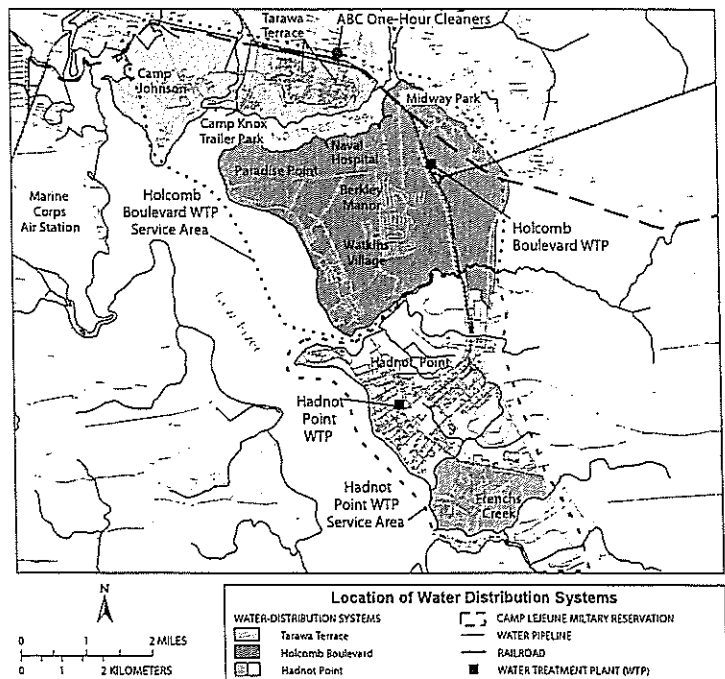 Tarawa
Terrace
ABC One-Hour Cleaners
Camp
Johnson
Midway Park
Camp Knox
Trailer Park
Naval
Hospital
Paradise Point
Berkley
Manor
Marine
Corps
Air Station
Holcomb
Boulevard WTP
Service Area
Watkins
Village
Holcomb
Boulevard WTP
Hadnot Point
Hadnot
Point
WTP
Hadnot
Point WTP
Service Area
Frenchs
Creek
N
0 1 2 MILES
0 1 2 KILOMETERS
Location of Water Distribution Systems
WATER-DISTRIBUTION SYSTEMS
Tarawa Terrace
Holcomb Boulevard
Hadnot Point
CAMP LEJEUNE MILTARY RESERVATION
WATER PIPELINE
RAILROAD
WATER TREATMENT PLANT (WTP)